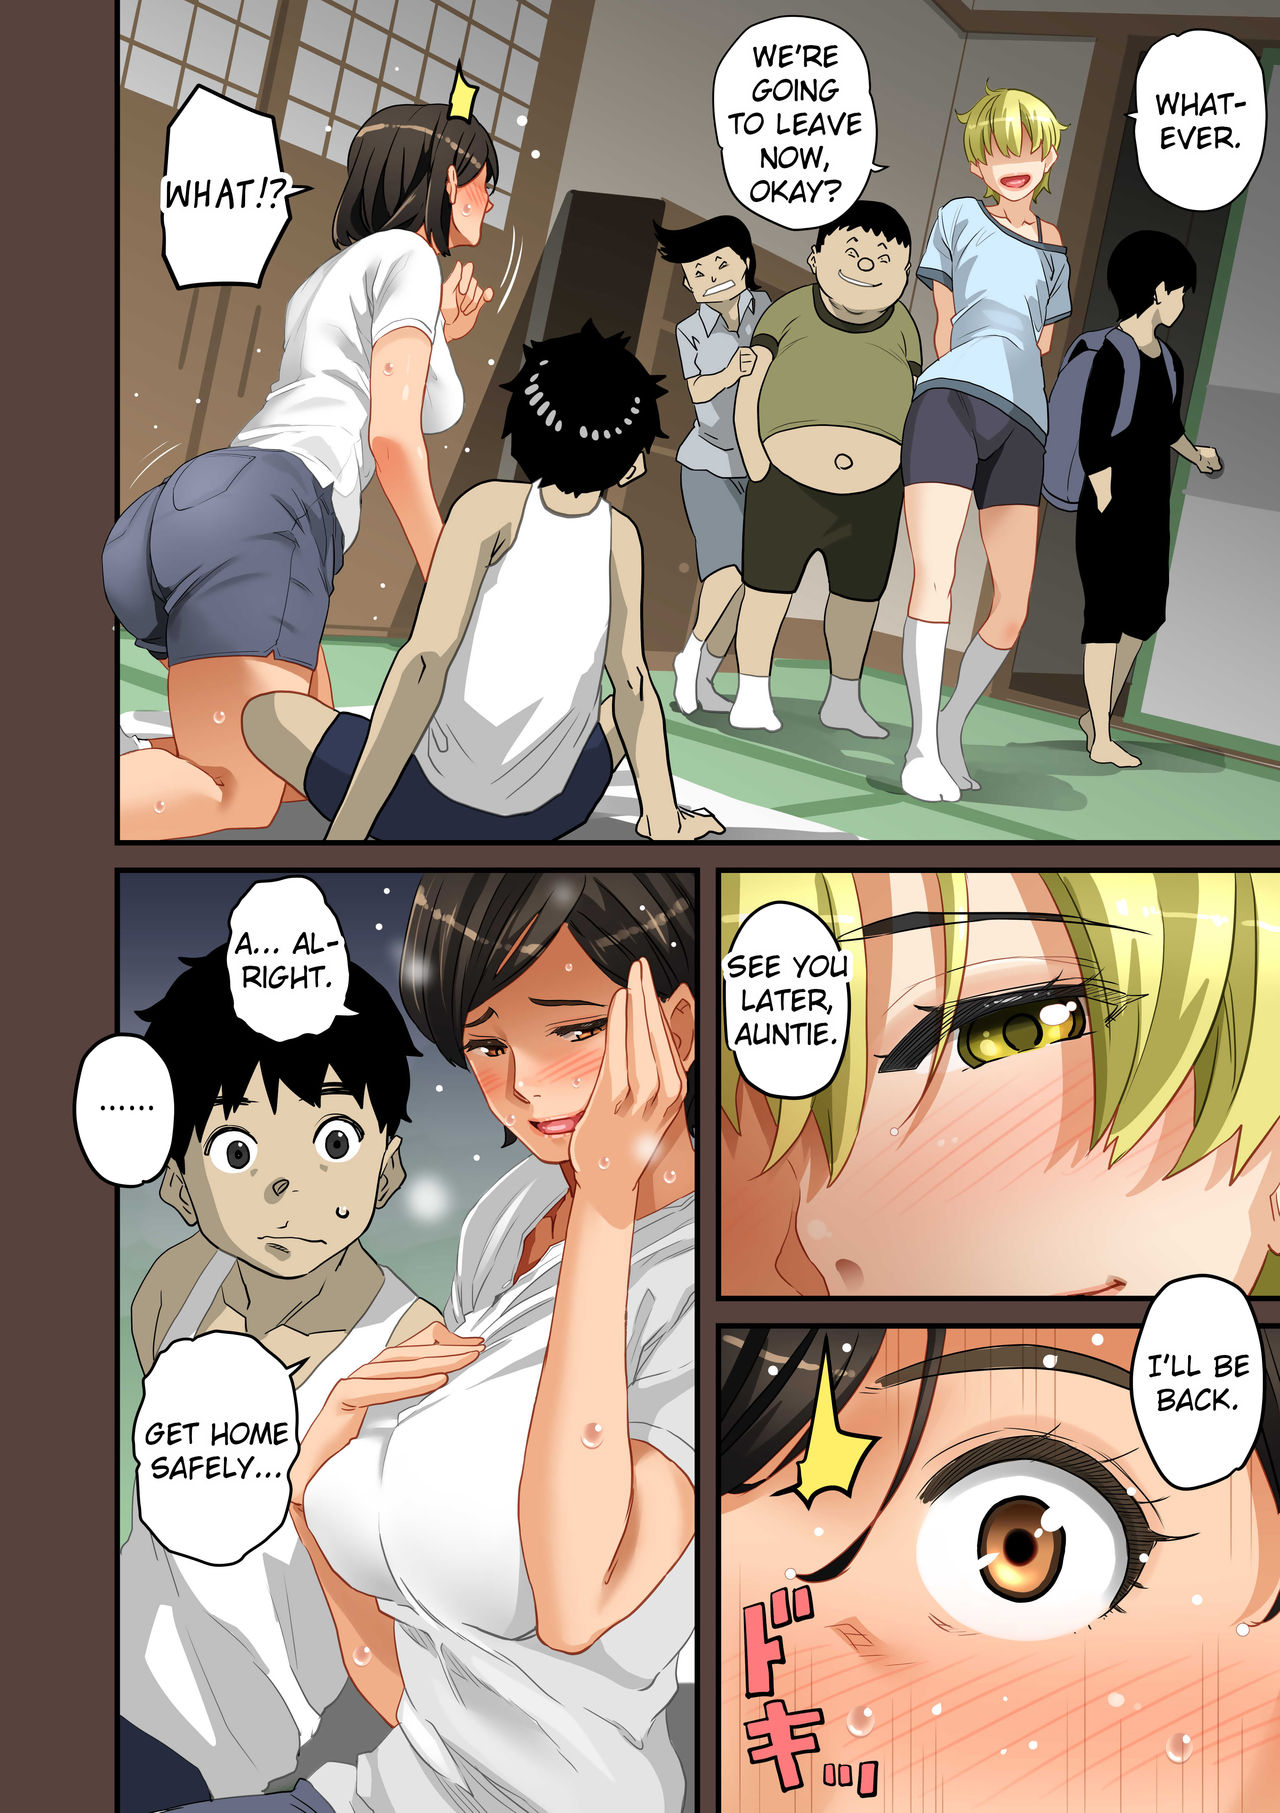 WHAT-
EVER.
WE'RE
GOING
TO LEAVE
NOW,
OKAY?
WHAT!?
SEE YOU
LATER,
AUNTIE.
I'LL BE
BACK.
ドキッ
A... AL-
RIGHT.
......
GET HOME
SAFELY...